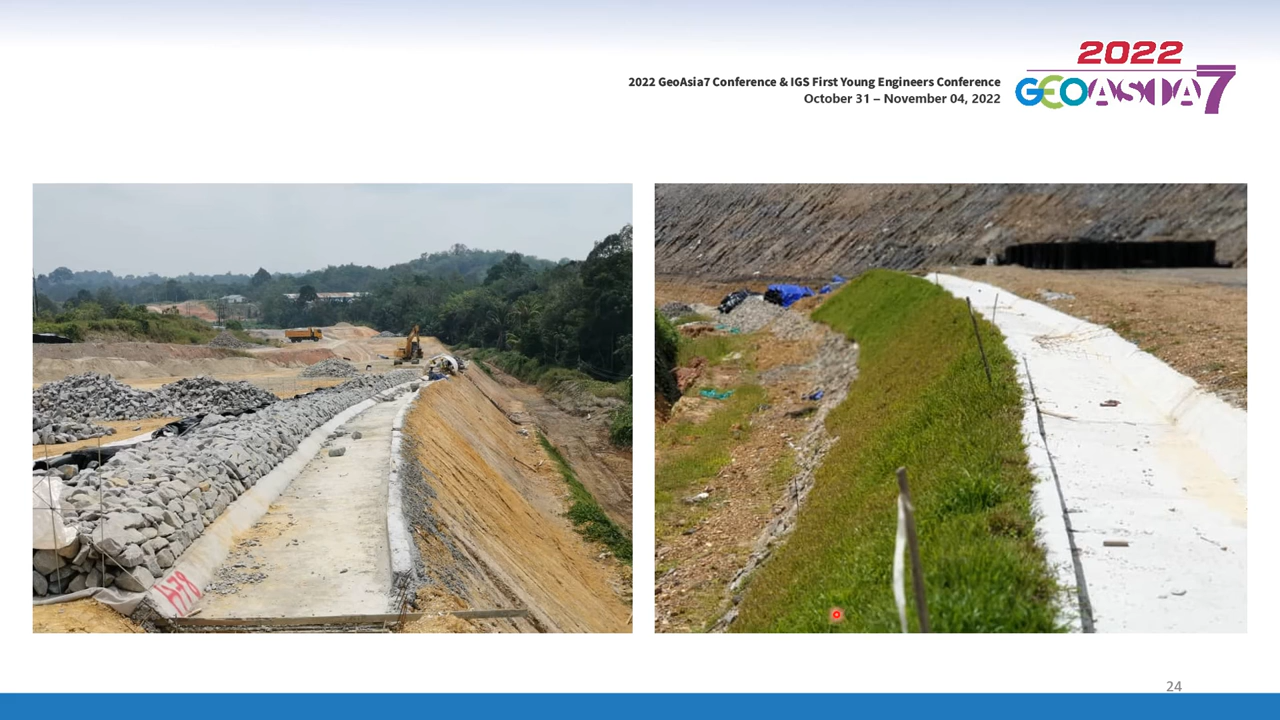 2022
2022 GeoAsia7 Conference & IGS First Young Engineers Conference
October 31 – November 04, 2022
GEOASIA7
24